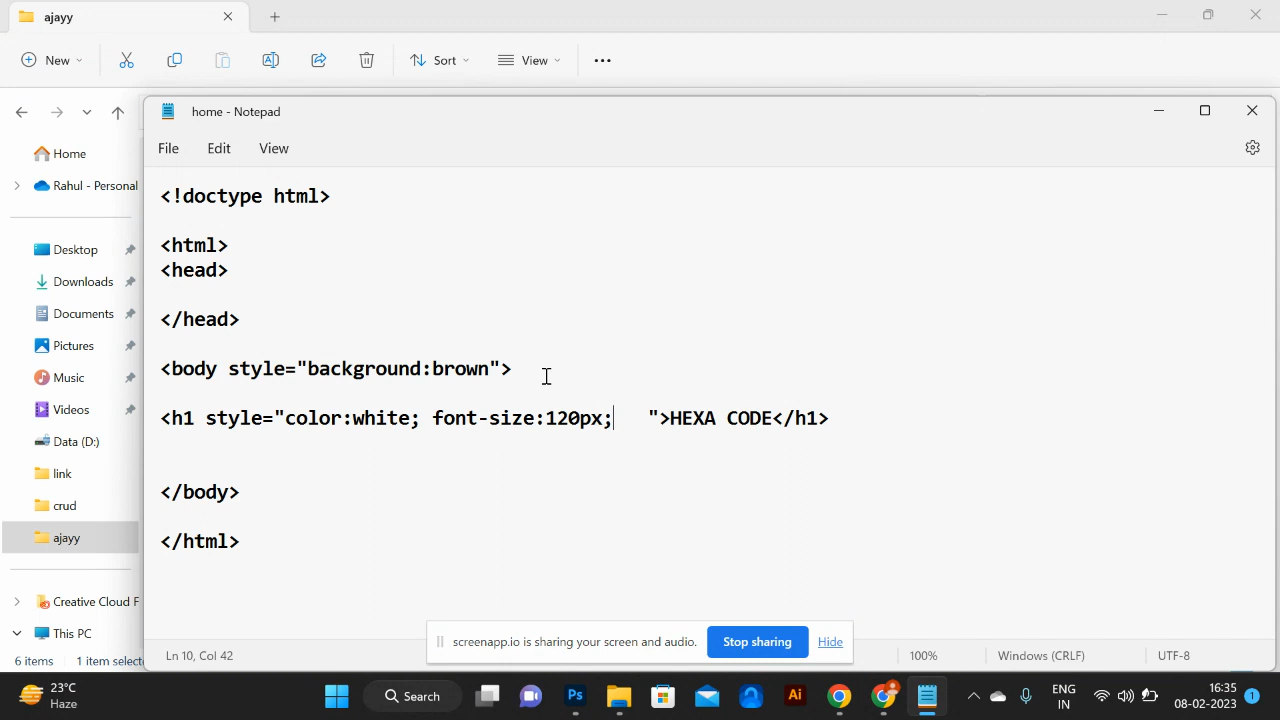 ajayy
New
Sort
View
home - Notepad
File Edit View
Home
Rahul - Personal
Desktop
Downloads
Documents
Pictures
Music
Videos
Data (D:)
link
crud
ajayy
Creative Cloud F
This PC
6 items 1 item select
<!doctype html>
<html>
<head>
</head>
<body style="background:brown">
<h1 style="color:white; font-size:120px; ">HEXA CODE</h1>
</body>
</html>
screenapp.io is sharing your screen and audio. Stop sharing Hide
Ln 10, Col 42 100% Windows (CRLF) UTF-8
23°C
Haze
Search
Ps
Ai
ENG
IN
16:35
08-02-2023
1